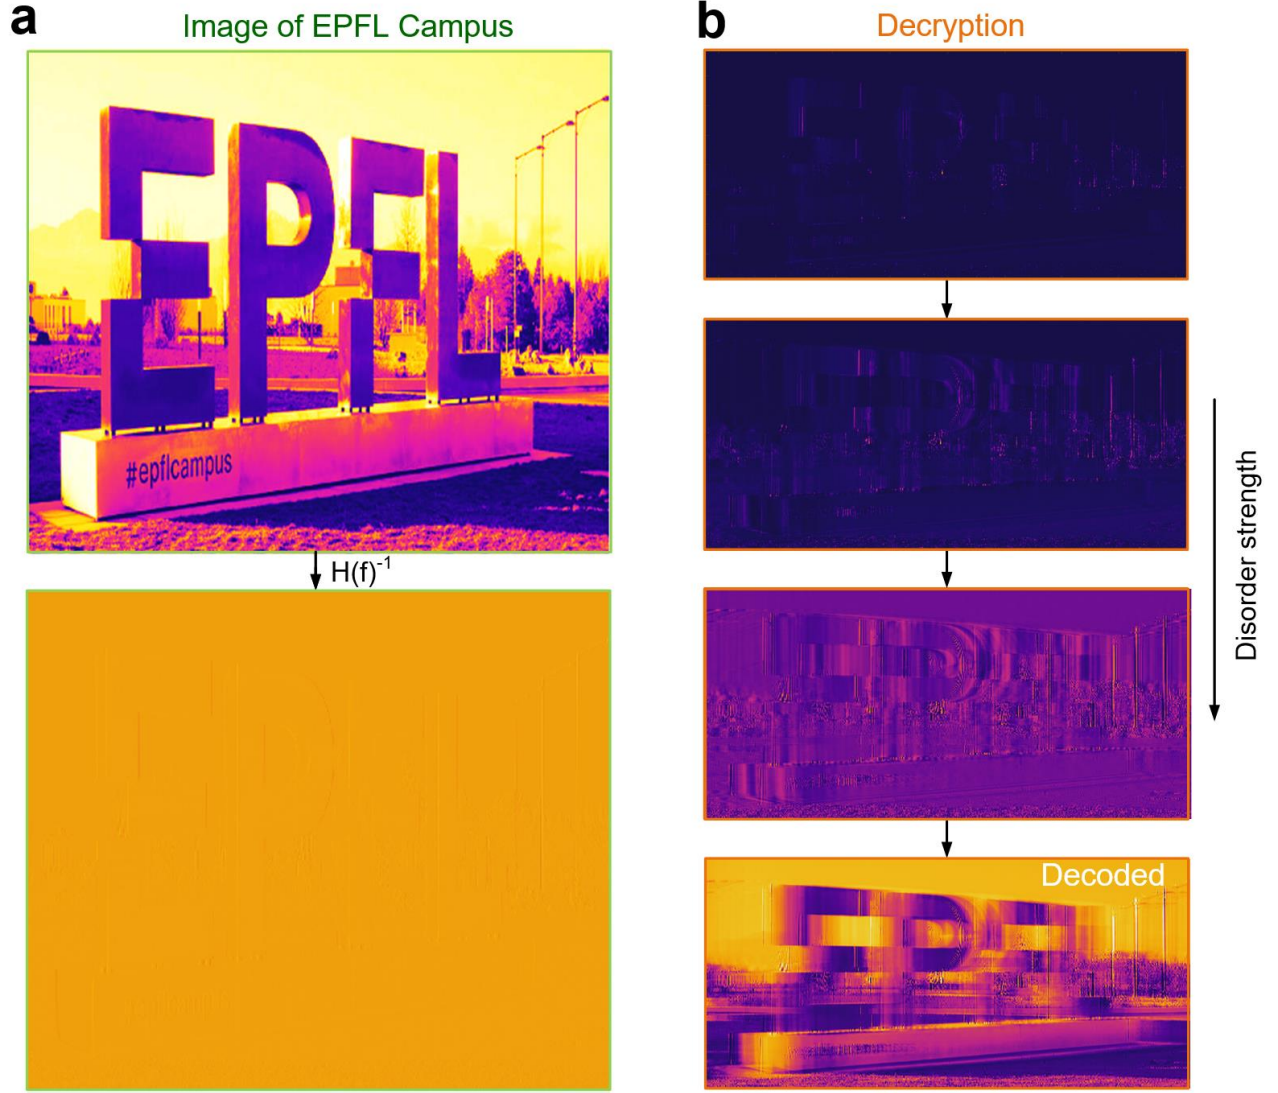 a
Image of EPFL Campus
EPFL
#epflcampus
H(f)⁻¹
b
Decryption
Decoded
Disorder strength